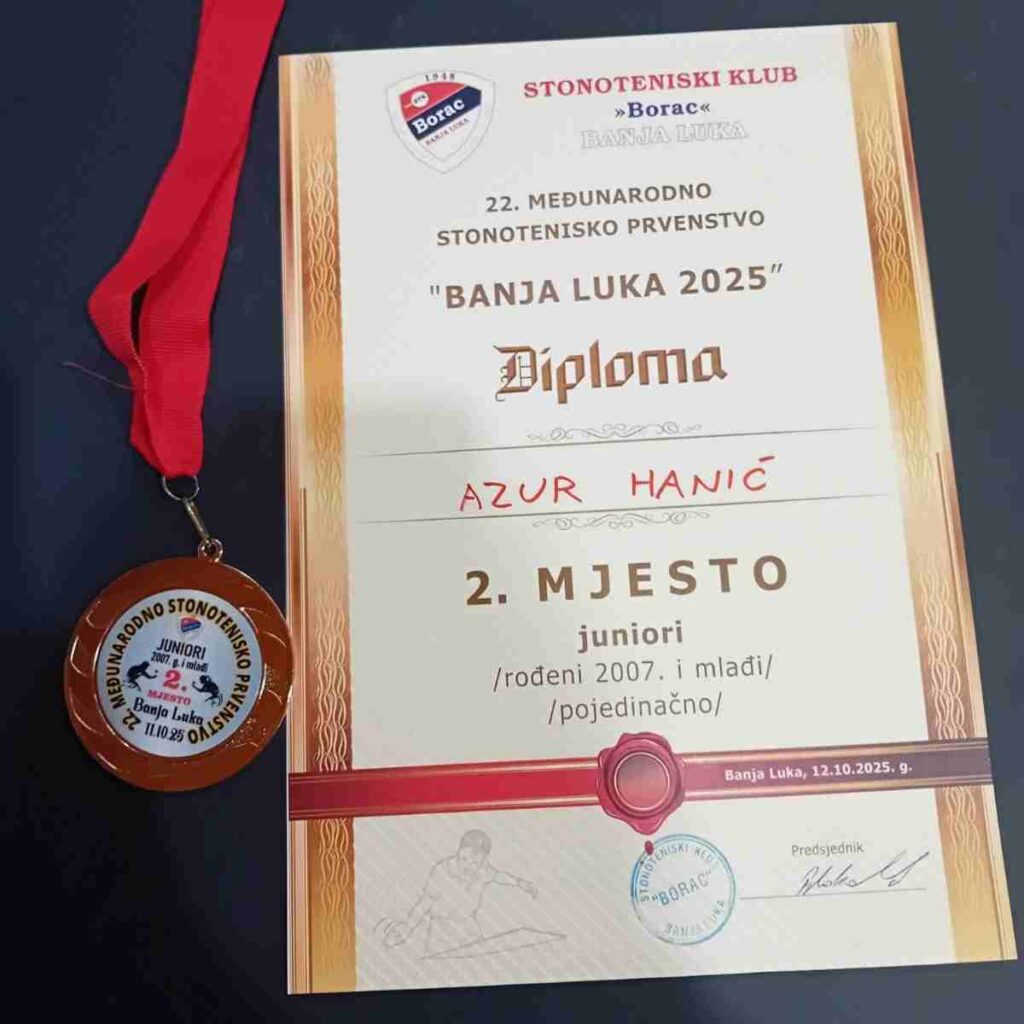 1948
STK
Borac
BANJA LUKA
STONOTENISKI KLUB
»Borac«
BANJA LUKA
22. MEĐUNARODNO
STONOTENISKO PRVENSTVO
"BANJA LUKA 2025”
Diploma
AZUR HANIĆ
2. MJESTO
juniori
/rođeni 2007. i mlađi/
/pojedinačno/
Banja Luka, 12.10.2025. g.
Predsjednik
STONOTENISKI KLUB
"BORAC"
BANJA LUKA
22. MEĐUNARODNO STONOTENISKO PRVENSTVO
JUNIORI
2007. g. i mlađi
2.
MJESTO
Banja Luka
11.10.25